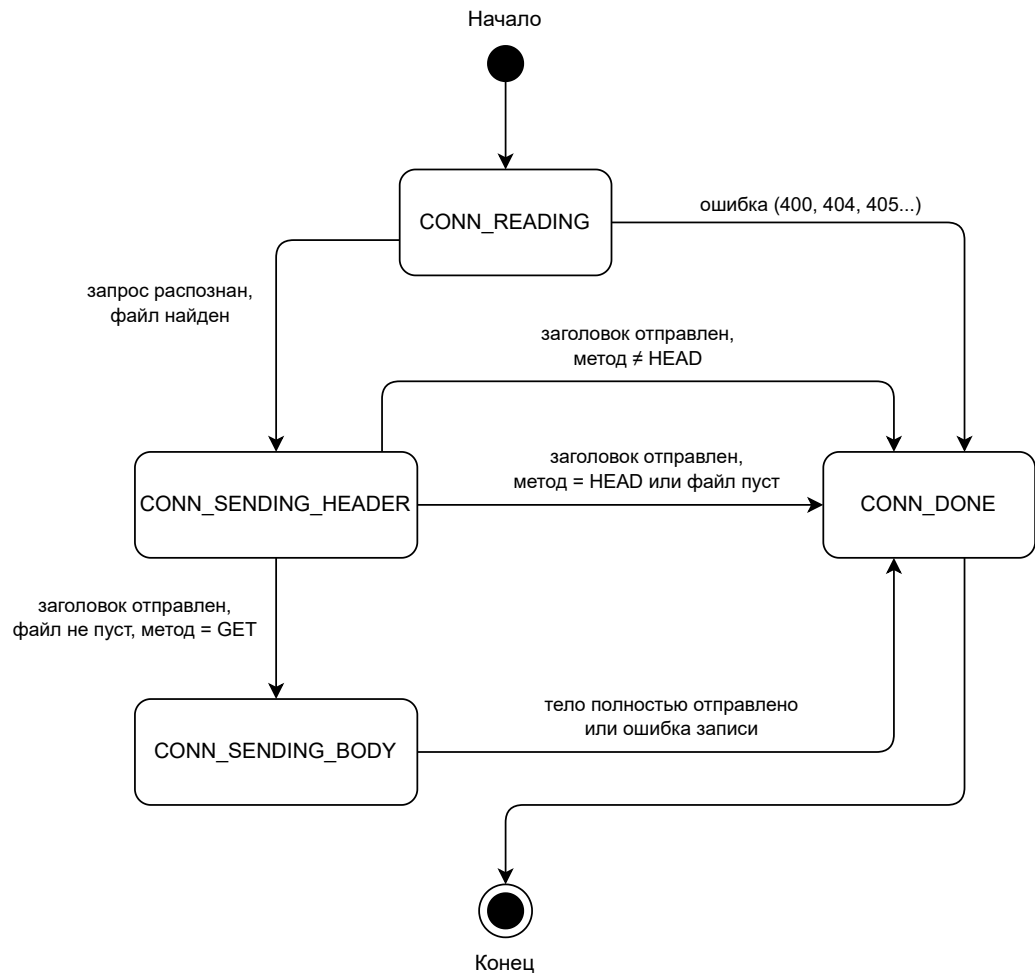 Начало
CONN_READING
ошибка (400, 404, 405...)
запрос распознан,
файл найден
заголовок отправлен,
метод ≠ HEAD
заголовок отправлен,
метод = HEAD или файл пуст
CONN_SENDING_HEADER
CONN_DONE
заголовок отправлен,
файл не пуст, метод = GET
тело полностью отправлено
или ошибка записи
CONN_SENDING_BODY
Конец